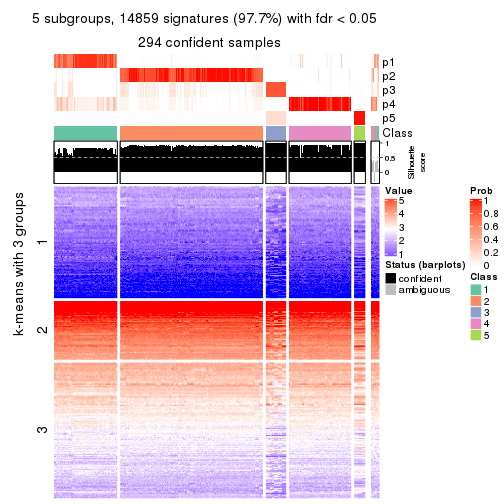 5 subgroups, 14859 signatures (97.7%) with fdr < 0.05
294 confident samples
p1
p2
p3
p4
p5
Class
1
0.5
0
Silhouette
score
k-means with 3 groups
1
2
3
Value
5
4
3
2
1
Status (barplots)
confident
ambiguous
Prob
1
0.8
0.6
0.4
0.2
0
Class
1
2
3
4
5